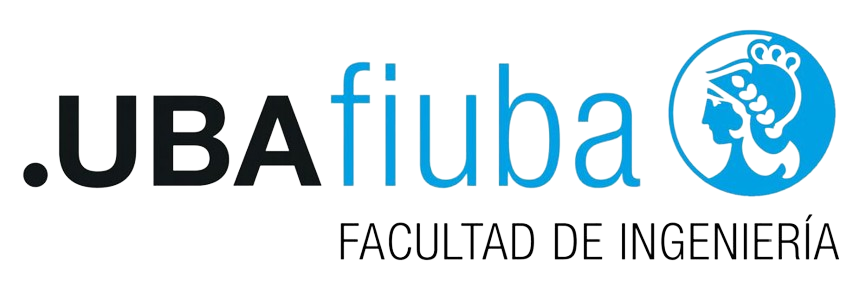 .UBAfiuba
FACULTAD DE INGENIERÍA